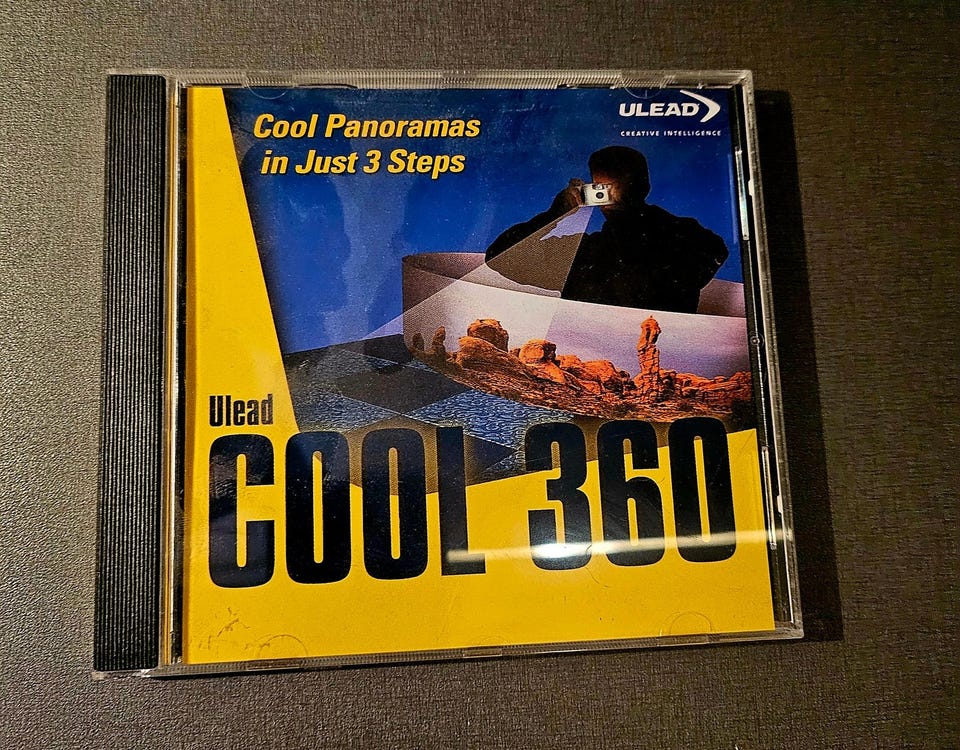 Cool Panoramas
in Just 3 Steps
ULEAD
CREATIVE INTELLIGENCE
Ulead
COOL 360